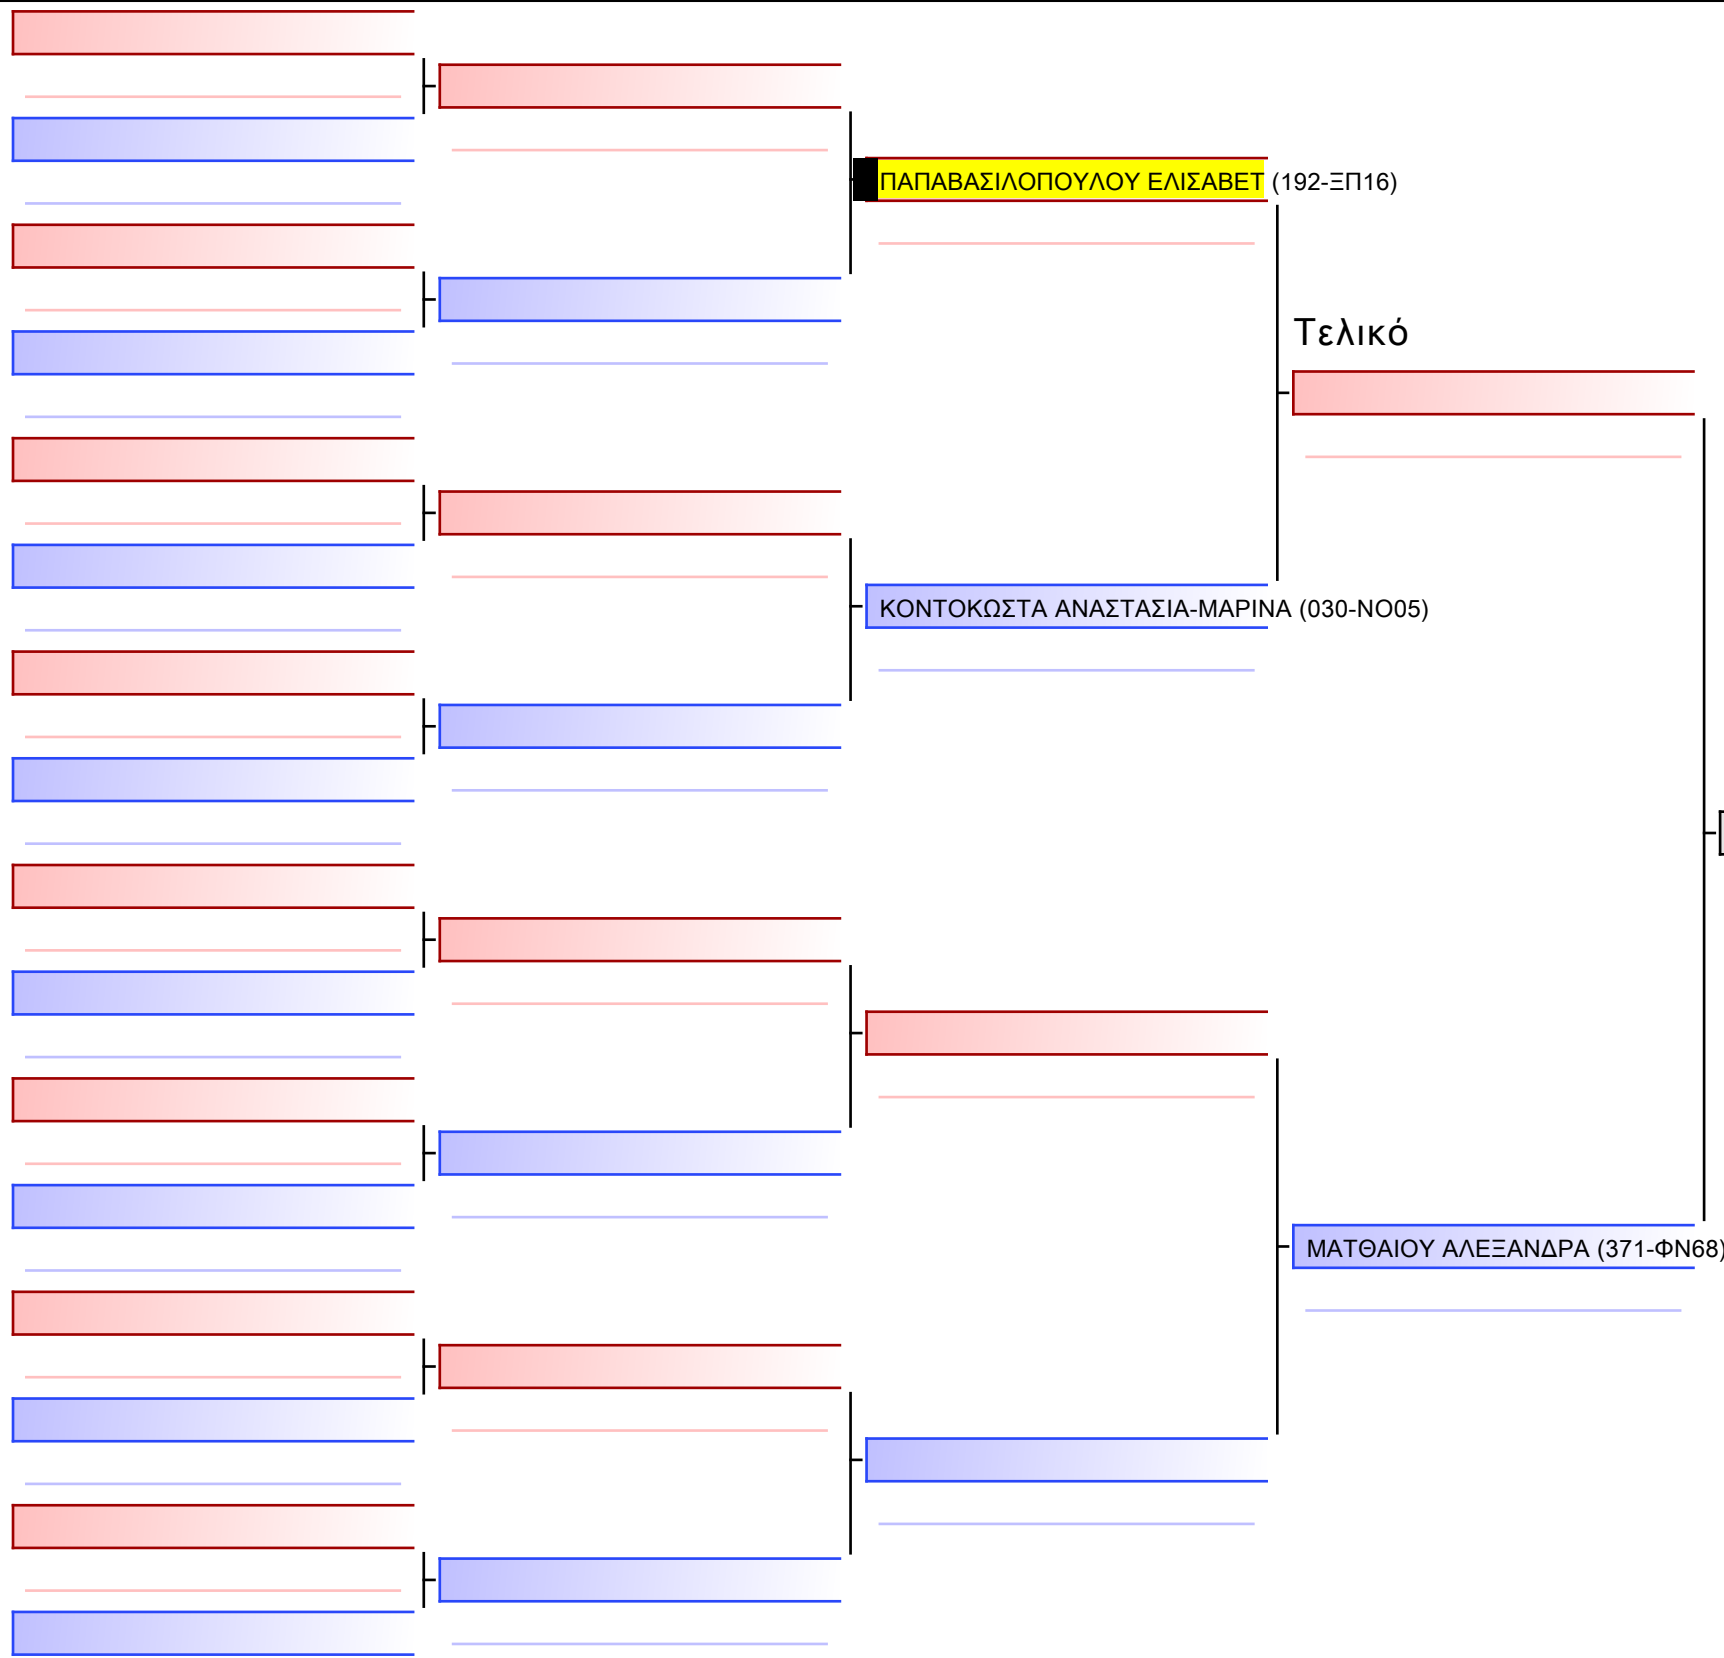 ΠΑΠΑΒΑΣΙΛΟΠΟΥΛΟΥ ΕΛΙΣΑΒΕΤ (192-ΞΠ16)
Τελικό
ΚΟΝΤΟΚΩΣΤΑ ΑΝΑΣΤΑΣΙΑ-ΜΑΡΙΝΑ (030-ΝΟ05)
ΜΑΤΘΑΙΟΥ ΑΛΕΞΑΝΔΡΑ (371-ΦΝ68)